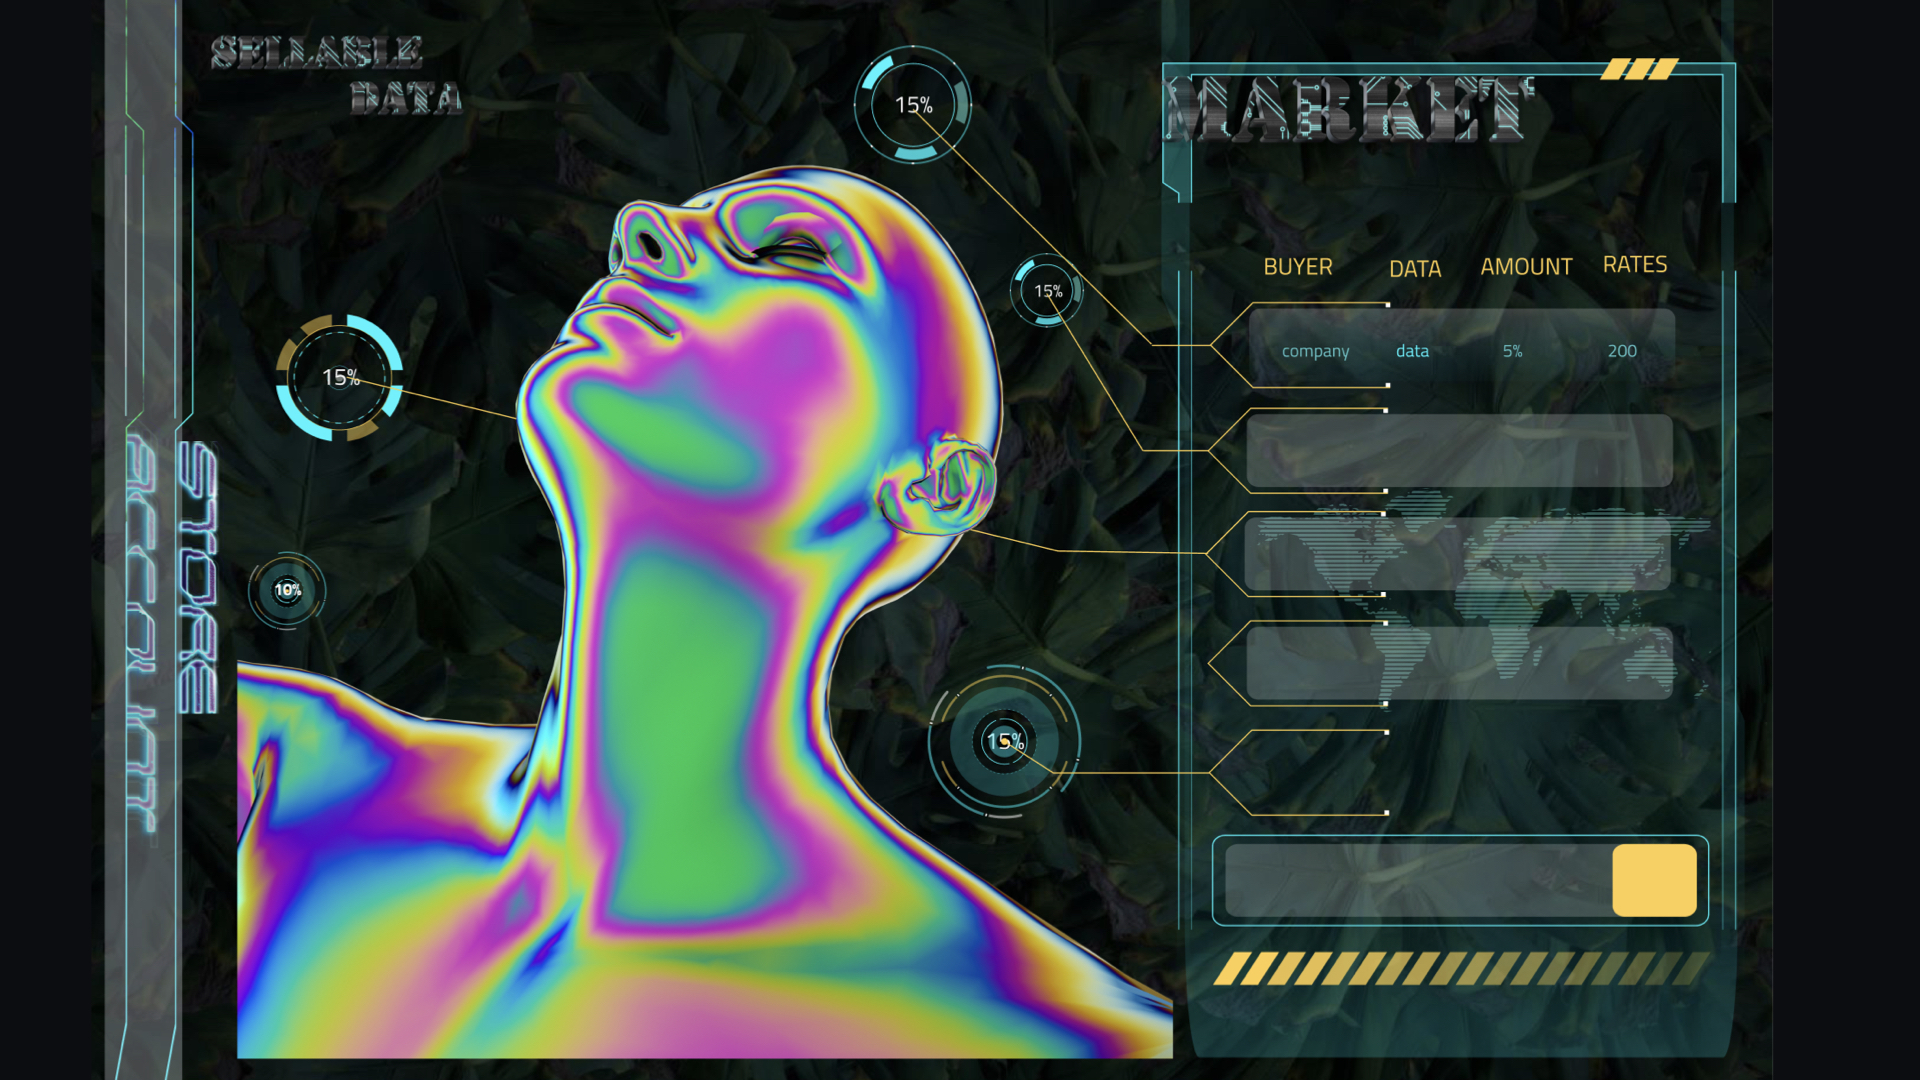 SELLABLE
DATA
MARKET
15%
15%
15%
10%
15%
BUYER DATA AMOUNT RATES
company data 5% 200
STORE
ACCOUNT